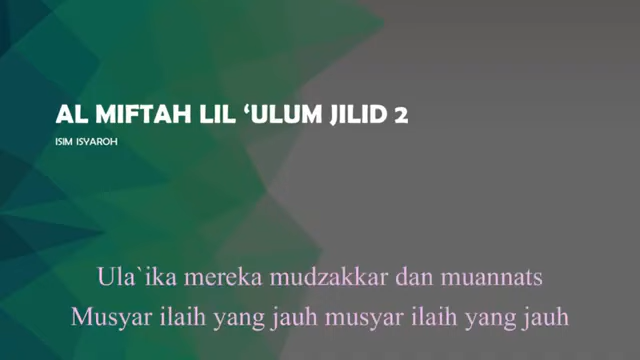 AL MIFTAH LIL ‘ULUM JILID 2
ISIM ISYAROH
Ula`ika mereka mudzakkar dan muannats
Musyar ilaih yang jauh musyar ilaih yang jauh